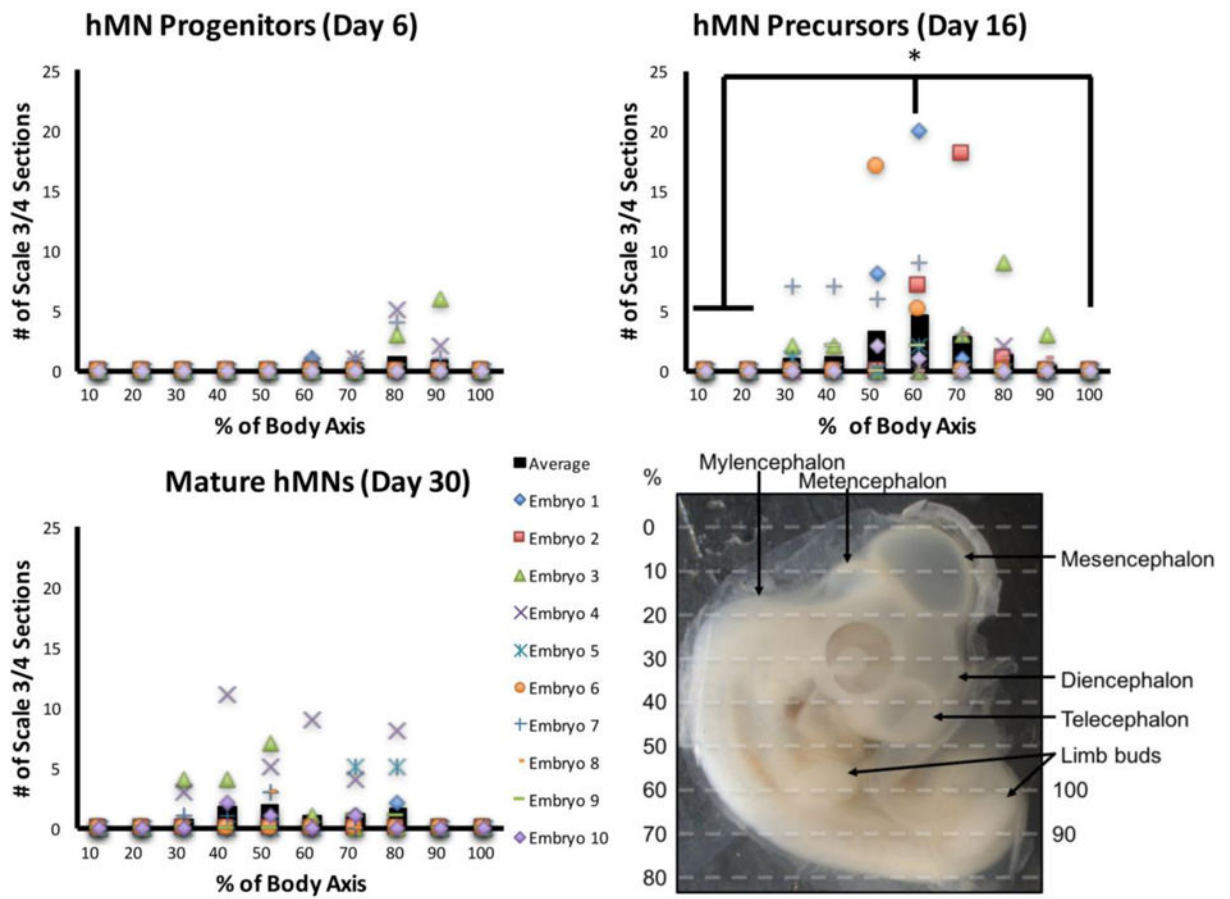 hMN Progenitors (Day 6)
# of Scale 3/4 Sections
25
20
15
10
5
0
10 20 30 40 50 60 70 80 90 100
% of Body Axis
hMN Precursors (Day 16)
*
# of Scale 3/4 Sections
25
20
15
10
5
0
10 20 30 40 50 60 70 80 90 100
% of Body Axis
Mature hMNs (Day 30)
# of Scale 3/4 Sections
25
20
15
10
5
0
10 20 30 40 50 60 70 80 90 100
% of Body Axis
Average
Embryo 1
Embryo 2
Embryo 3
Embryo 4
Embryo 5
Embryo 6
Embryo 7
Embryo 8
Embryo 9
Embryo 10
Mylencephalon
Metencephalon
%
0
10
20
30
40
50
60
70
80
Mesencephalon
Diencephalon
Telecephalon
Limb buds
100
90